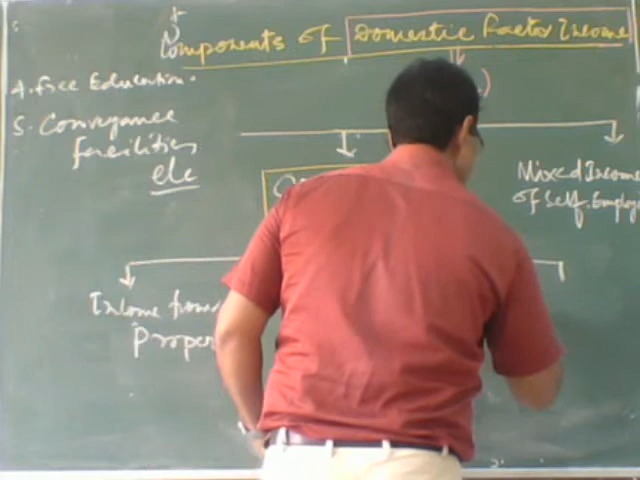 Components of Domestic Factor Income
4. Free Education.
5. Conveyance
facilities
etc
Mixed Income
of Self. Employ
Income from
Proper